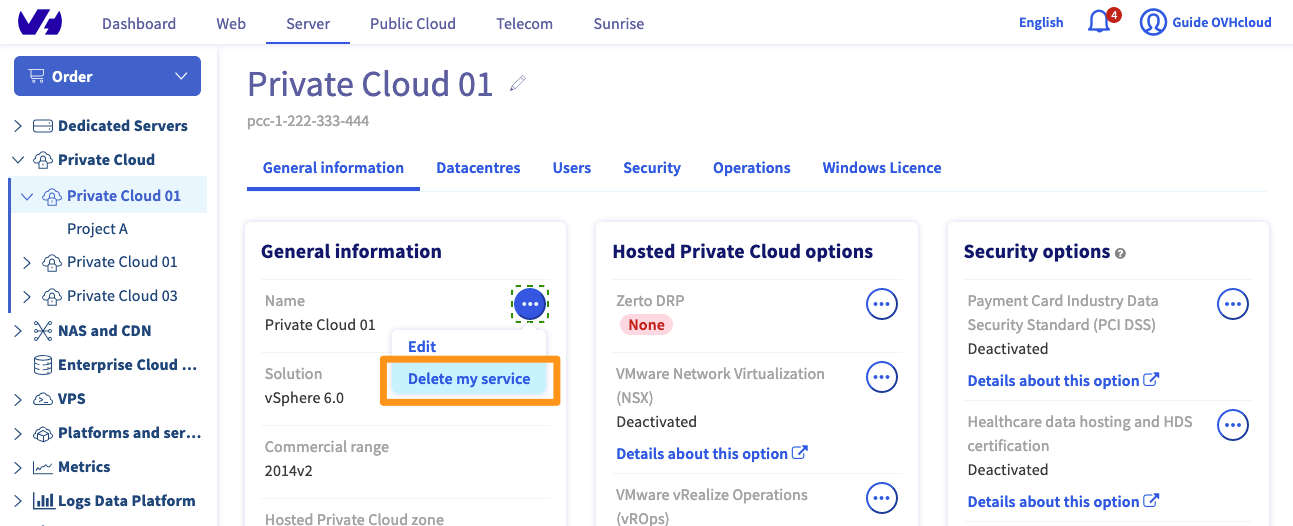 Dashboard
Web
Server
Public Cloud
Telecom
Sunrise
English
4
Guide OVHcloud
Order
Dedicated Servers
Private Cloud
Private Cloud 01
Project A
Private Cloud 01
Private Cloud 03
NAS and CDN
Enterprise Cloud ...
VPS
Platforms and ser...
Metrics
Logs Data Platform
Private Cloud 01
pcc-1-222-333-444
General information
Datacentres
Users
Security
Operations
Windows Licence
General information
Name
Private Cloud 01
Edit
Delete my service
Solution
vSphere 6.0
Commercial range
2014v2
Hosted Private Cloud zone
Hosted Private Cloud options
Zerto DRP
None
VMware Network Virtualization
(NSX)
Deactivated
Details about this option
VMware vRealize Operations
(vROps)
Security options ?
Payment Card Industry Data
Security Standard (PCI DSS)
Deactivated
Details about this option
Healthcare data hosting and HDS
certification
Deactivated
Details about this option